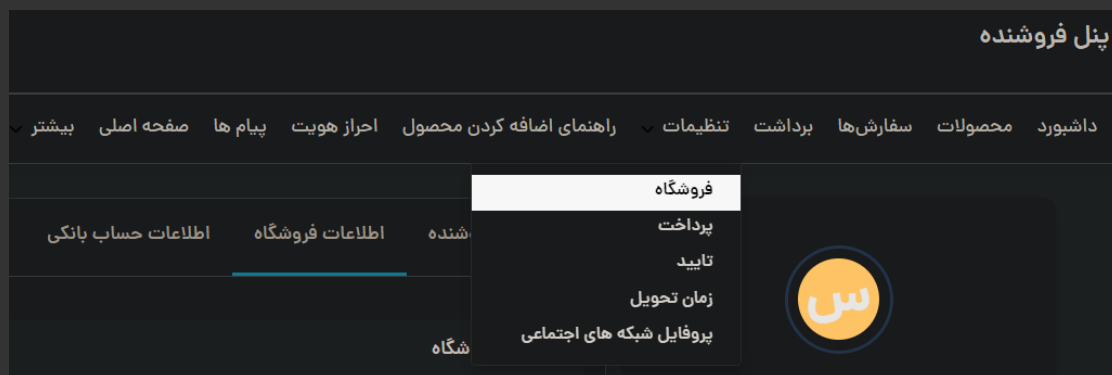 پنل فروشنده
داشبورد محصولات سفارش‌ها برداشت تنظیمات راهنمای اضافه کردن محصول احراز هویت پیام ها صفحه اصلی بیشتر
فروشگاه
پرداخت
تایید
زمان تحویل
پروفایل شبکه های اجتماعی
اطلاعات فروشگاه اطلاعات حساب بانکی
س